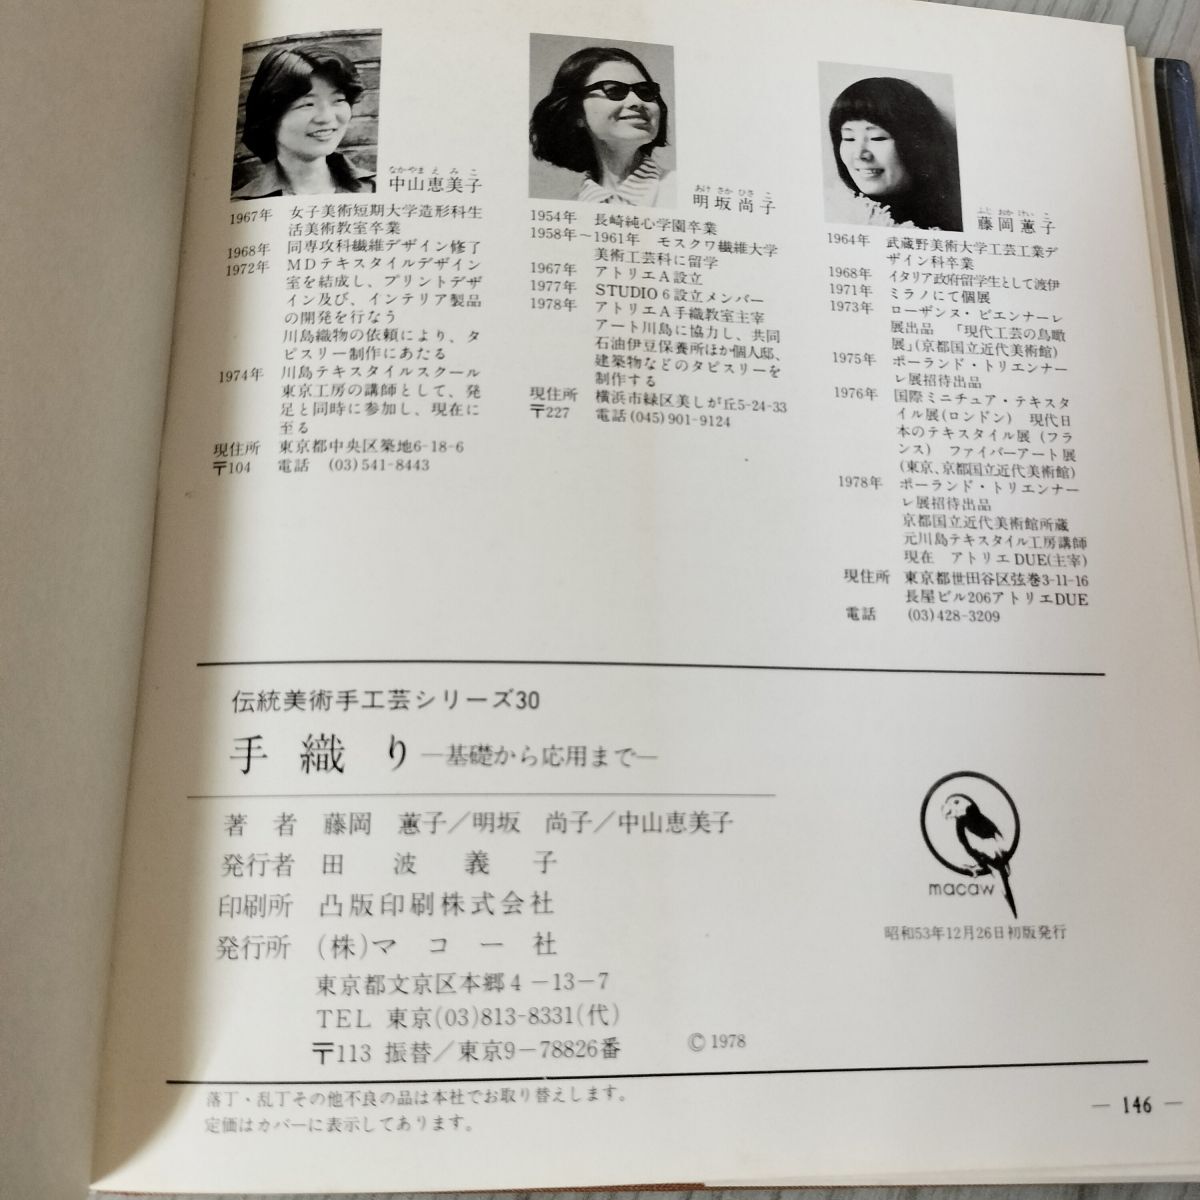 なかやま えみこ
中山恵美子
1967年 女子美術短期大学造形科生
活美術教室卒業
1968年 同専攻科繊維デザイン修了
1972年 MDテキスタイルデザイン
室を結成し、プリントデザ
イン及び、インテリア製品
の開発を行なう
川島織物の依頼により、タ
ピスリー制作にあたる
1974年 川島テキスタイルスクール
東京工房の講師として、発
足と同時に参加し、現在に
至る
現住所 東京都中央区築地6-18-6
〒104 電話 (03)541-8443
あけ さか ひさ こ
明坂尚子
1954年 長崎純心学園卒業
1958年～1961年 モスクワ繊維大学
美術工芸科に留学
1967年 アトリエA設立
1977年 STUDIO 6設立メンバー
1978年 アトリエA手織教室主宰
アート川島に協力し、共同
石油伊豆保養所ほか個人邸、
建築物などのタピスリーを
制作する
現住所 横浜市緑区美しが丘5-24-33
〒227 電話(045)901-9124
ふじ おか けい こ
藤岡蕙子
1964年 武蔵野美術大学工芸工業デ
ザイン科卒業
1968年 イタリア政府留学生として渡伊
1971年 ミラノにて個展
1973年 ローザンヌ・ビエンナーレ
展出品 「現代工芸の鳥瞰
展」(京都国立近代美術館)
1975年 ポーランド・トリエンナー
レ展招待出品
1976年 国際ミニチュア・テキスタ
イル展(ロンドン) 現代日
本のテキスタイル展(フラ
ンス) ファイバーアート展
(東京、京都国立近代美術館)
1978年 ポーランド・トリエンナー
レ展招待出品
京都国立近代美術館所蔵
元川島テキスタイル工房講師
現在 アトリエDUE(主宰)
現住所 東京都世田谷区弦巻3-11-16
長屋ビル206アトリエDUE
電話 (03)428-3209
伝統美術手工芸シリーズ30
手織り―基礎から応用まで―
著者 藤岡 蕙子／明坂 尚子／中山恵美子
発行者 田波義子
印刷所 凸版印刷株式会社
発行所 (株)マコー社
東京都文京区本郷4-13-7
TEL 東京(03)813-8331(代)
〒113 振替／東京9-78826番
macaw
昭和53年12月26日初版発行
©1978
落丁・乱丁その他不良の品は本社でお取り替えします。
定価はカバーに表示してあります。
— 146 —